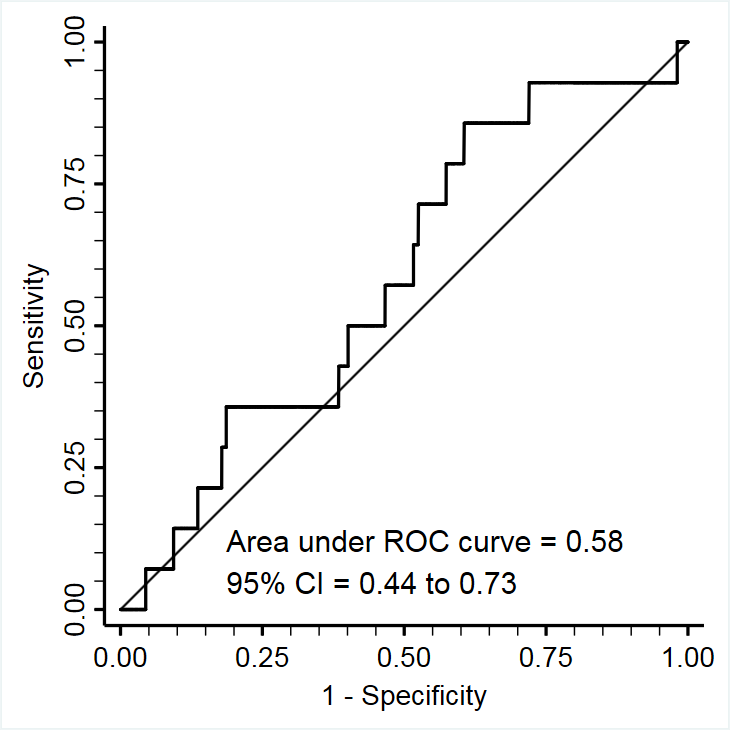 1.00
0.75
0.50
0.25
0.00
Sensitivity
Area under ROC curve = 0.58
95% CI = 0.44 to 0.73
0.00 0.25 0.50 0.75 1.00
1 - Specificity